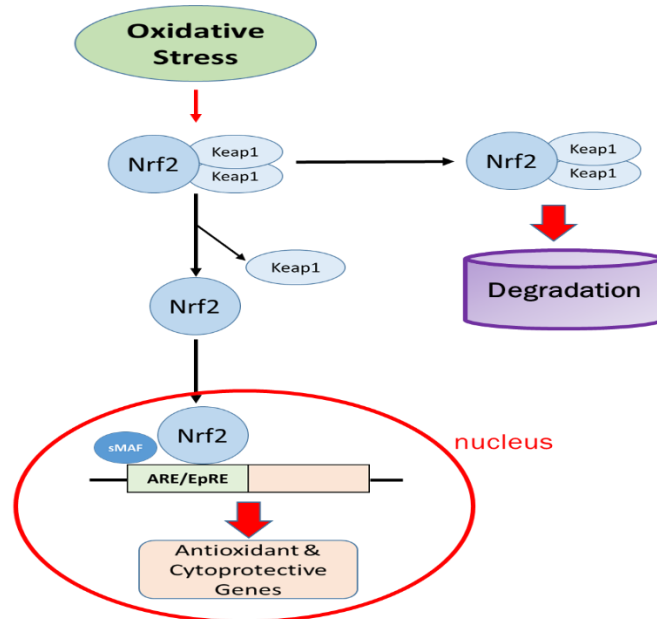 Oxidative
Stress
Nrf2
Keap1
Keap1
Nrf2
Keap1
Keap1
Keap1
Degradation
Nrf2
Nrf2
sMAF
nucleus
ARE/EpRE
Antioxidant &
Cytoprotective
Genes